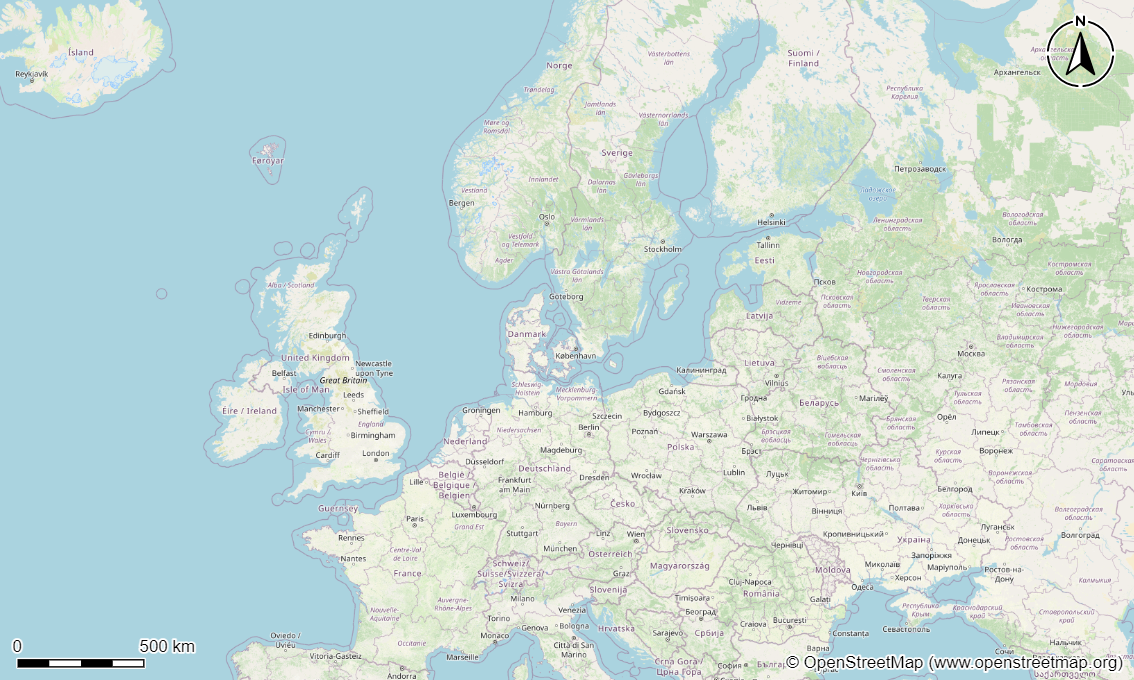 N
Ísland
Reykjavík
Norge
Västerbottens
län
Suomi /
Finland
Архангельск
Республика
Карелия
Trøndelag
Jämtlands
län
Västernorrlands
län
Møre og
Romsdal
Sverige
Føroyar
Петрозаводск
Innlandet
Dalarnas
län
Gävleborgs
län
Vestland
Bergen
Oslo
Värmlands
län
Helsinki
Ленинградская
область
Вологодская
область
Вологда
Vestfold-
og Telemark
Agder
Stockholm
Tallinn
Eesti
Västra Götalands
län
Псков
Новгородская
область
Костромская
область
Ярославская
область
Кострома
Alba / Scotland
Göteborg
Псковская
область
Тверская
область
Ивановская
область
Vidzeme
Latvija
Edinburgh
Danmark
Нижегородская
область
København
Москва
United Kingdom
Newcastle
upon Tyne
Belfast
Great Britain
Isle of Man
Leeds
Lietuva
Vilnius
Віцебская
вобласць
Калининград
Смоленская
область
Калуга
Рязанская
область
Мордовия
Schleswig-
Holstein
Mecklenburg-
Vorpommern
Gdańsk
Гродна
Беларусь
Магілёў
Éire / Ireland
Manchester
Sheffield
England
Groningen
Hamburg
Szczecin
Bydgoszcz
Białystok
Брянская
область
Орёл
Тамбовская
область
Пензенская
область
Cymru /
Wales
Birmingham
Nederland
Niedersachsen
Berlin
Poznań
Warszawa
Polska
Брэсцкая
вобласць
Гомельская
вобласць
Липецк
Воронеж
Cardiff
London
Magdeburg
Брэст
Düsseldorf
Deutschland
Lublin
Луцьк
Чернігівська
область
Курская
область
Саратовская
область
Lille
België /
Belgique /
Belgien
Frankfurt
am Main
Dresden
Wrocław
Kraków
Житомир
Київ
Белгород
Воронежская
область
Guernsey
Luxembourg
Nürnberg
Česko
Львів
Вінниця
Полтава
Харківська
область
Волгоградская
область
Paris
Grand Est
Rennes
Stuttgart
Bayern
Linz
Wien
Slovensko
Кропивницький
Україна
Луганськ
Донецьк
Ростовская
область
Волгоград
Nantes
Centre-Val
de Loire
München
Österreich
Чернівці
Запоріжжя
France
Schweiz/
Suisse/Svizzera/
Svizra
Graz
Magyarország
Moldova
Миколаїв
Маріуполь
Ростов-на-
Дону
Slovenija
Cluj-Napoca
România
Херсон
Одеса
Калмыкия
Nouvelle-
Aquitaine
Auvergne-
Rhône-Alpes
Milano
Torino
Venezia
Timișoara
Galați
Београд
Республіка
Крим
Краснодарский
край
Ставропольский
край
Genova
Bologna
Hrvatska
Craiova
București
Севастополь
Oviedo /
Uviéu
Occitanie
Monaco
Città di San
Marino
Sarajevo
Србија
Constanța
Нальчик
0
500 km
Vitoria-Gasteiz
Marseille
Andorra
Crna Gora
Црна Гора
София
България
Варна
© OpenStreetMap (www.openstreetmap.org)
საქართველო